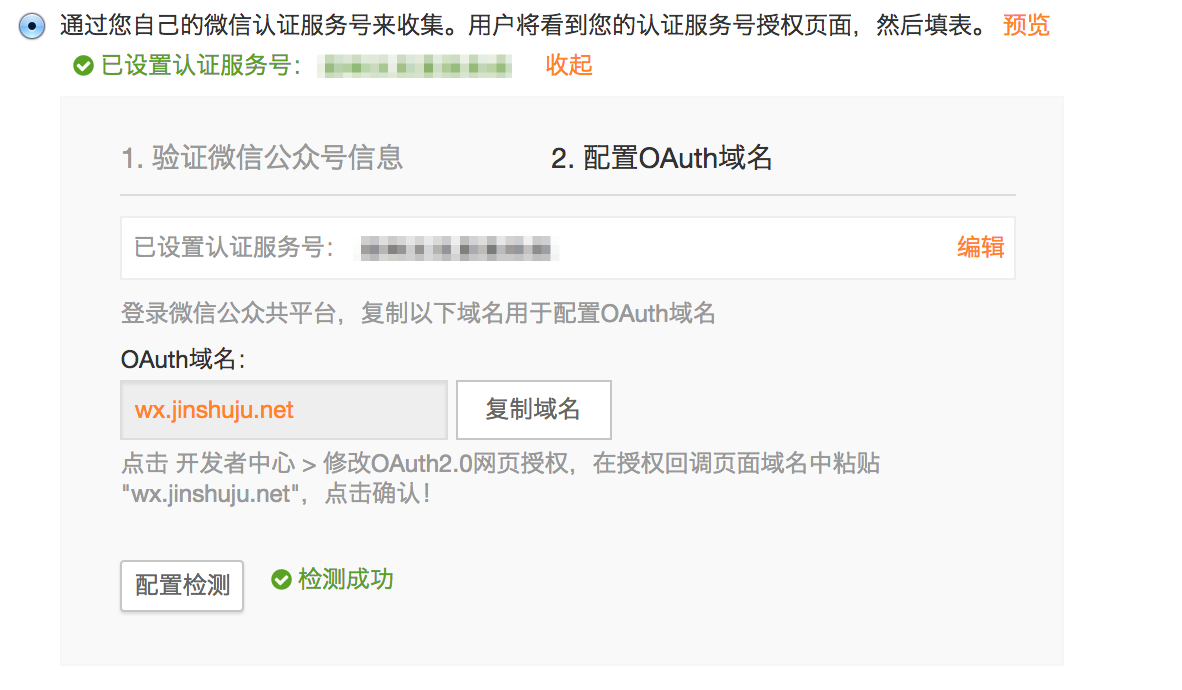 通过您自己的微信认证服务号来收集。用户将看到您的认证服务号授权页面，然后填表。 预览
已设置认证服务号： 收起
1. 验证微信公众号信息 2. 配置OAuth域名
已设置认证服务号： 编辑
登录微信公众共平台，复制以下域名用于配置OAuth域名
OAuth域名：
wx.jinshuju.net 复制域名
点击 开发者中心 > 修改OAuth2.0网页授权，在授权回调页面域名中粘贴
"wx.jinshuju.net"，点击确认！
配置检测 检测成功